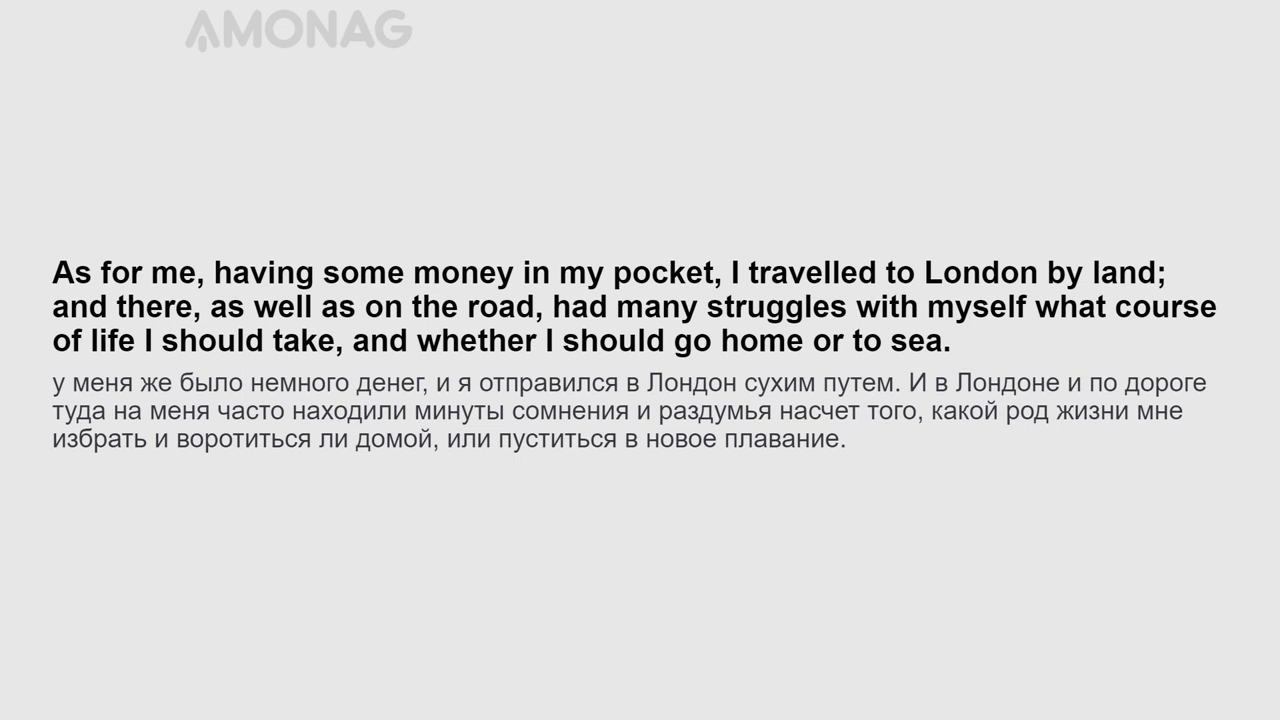 AMONAG
As for me, having some money in my pocket, I travelled to London by land;
and there, as well as on the road, had many struggles with myself what course
of life I should take, and whether I should go home or to sea.
у меня же было немного денег, и я отправился в Лондон сухим путем. И в Лондоне и по дороге
туда на меня часто находили минуты сомнения и раздумья насчет того, какой род жизни мне
избрать и воротиться ли домой, или пуститься в новое плавание.